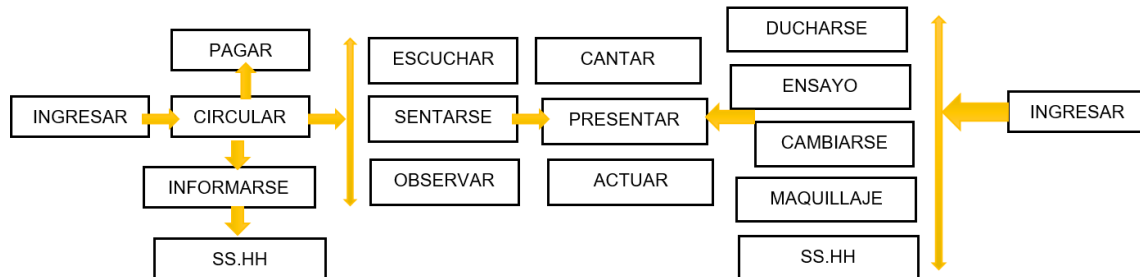 INGRESAR
PAGAR
CIRCULAR
INFORMARSE
SS.HH
ESCUCHAR
SENTARSE
OBSERVAR
CANTAR
PRESENTAR
ACTUAR
DUCHARSE
ENSAYO
CAMBIARSE
MAQUILLAJE
SS.HH
INGRESAR